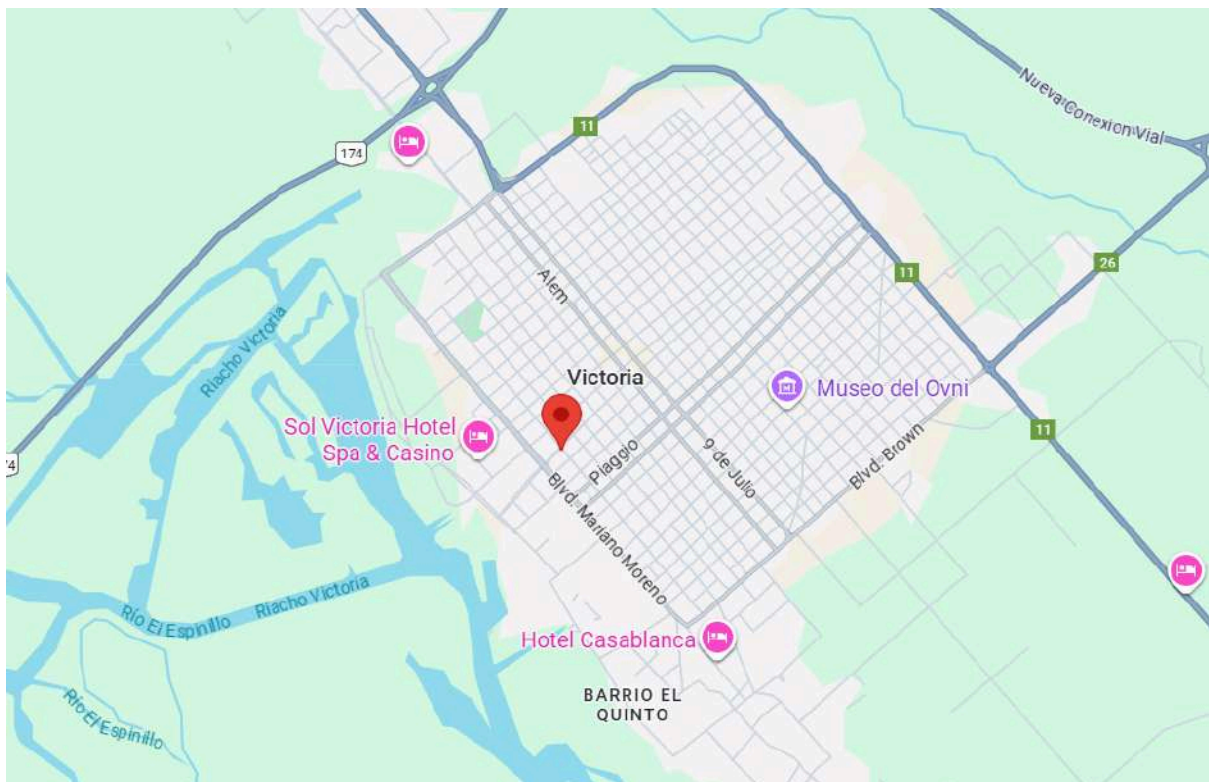 Nueva Conexion Vial
11
174
26
11
Alem
Riacho Victoria
Victoria
Museo del Ovni
Sol Victoria Hotel
Spa & Casino
11
74
Piaggio
9 de Julio
Blvd. Brown
Blvd. Mariano Moreno
Riacho Victoria
Río El Espinillo
Hotel Casablanca
BARRIO EL
QUINTO
Río El Espinillo